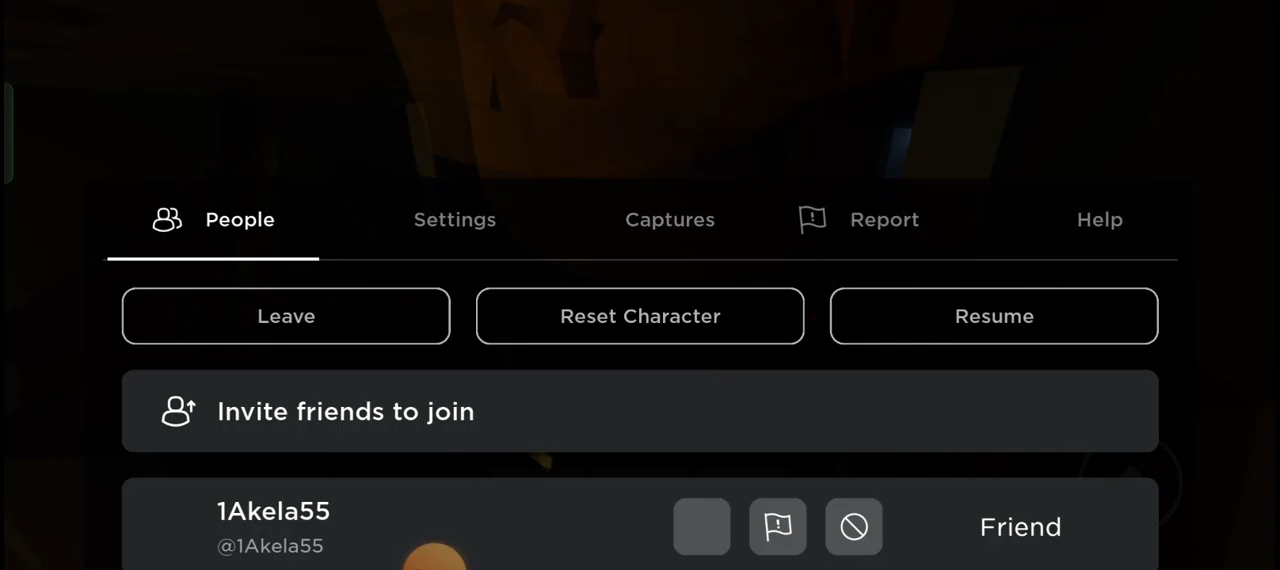 People
Settings
Captures
Report
Help
Leave
Reset Character
Resume
Invite friends to join
1Akela55
@1Akela55
Friend